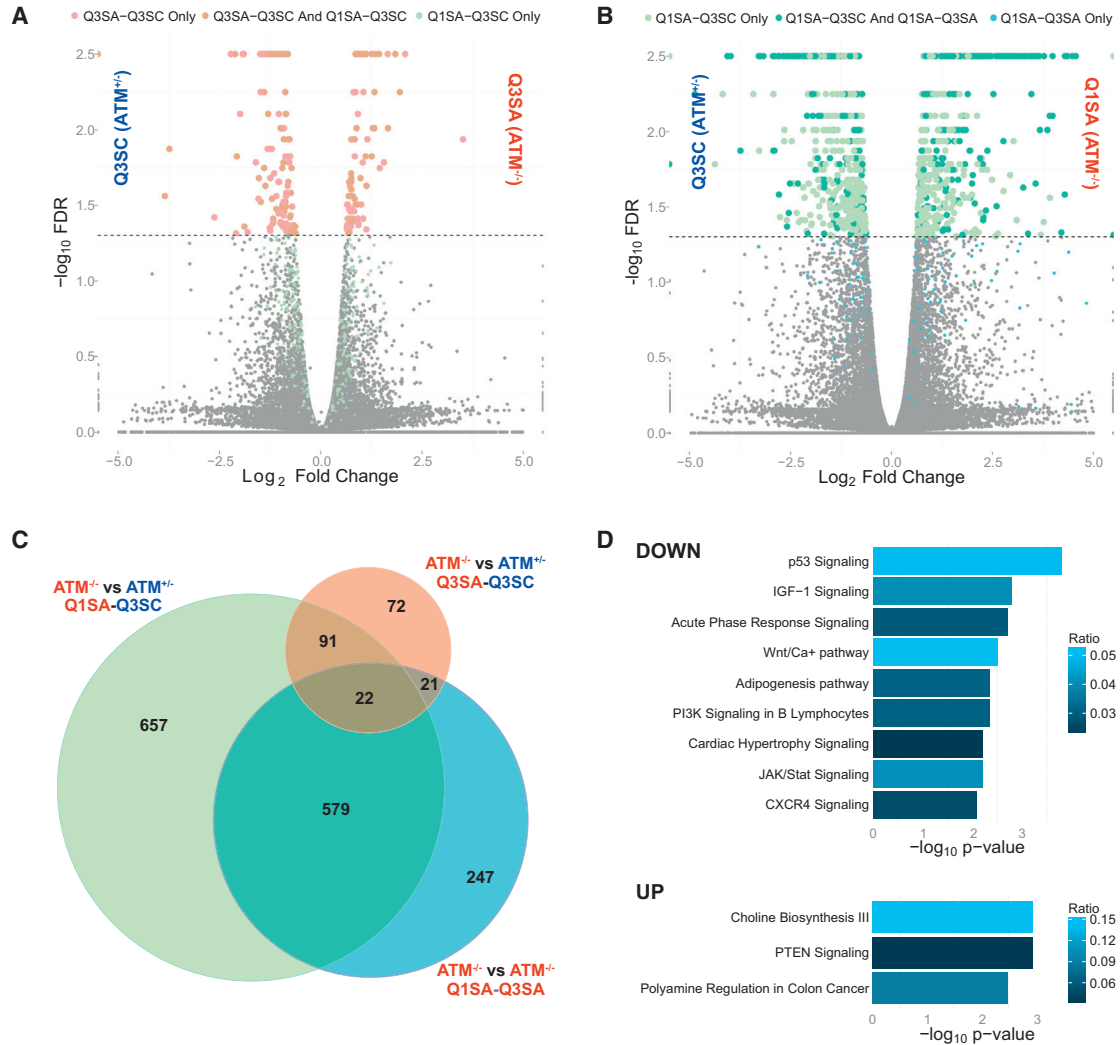 A
Q3SA−Q3SC Only Q3SA−Q3SC And Q1SA−Q3SC Q1SA−Q3SC Only
2.5
2.0
1.5
1.0
0.5
0.0
−log10 FDR
Q3SC (ATM+/-)
Q3SA (ATM-/-)
−5.0 −2.5 0.0 2.5 5.0
Log2 Fold Change
B
Q1SA−Q3SC Only Q1SA−Q3SC And Q1SA−Q3SA Q1SA−Q3SA Only
2.5
2.0
1.5
1.0
0.5
0.0
-log10 FDR
Q3SC (ATM+/-)
Q1SA (ATM-/-)
−5.0 −2.5 0.0 2.5 5.0
Log2 Fold Change
C
ATM-/- vs ATM+/-
Q1SA-Q3SC
ATM-/- vs ATM+/-
Q3SA-Q3SC
72
91
21
22
657
579
247
ATM-/- vs ATM-/-
Q1SA-Q3SA
D
DOWN
p53 Signaling
IGF−1 Signaling
Acute Phase Response Signaling
Wnt/Ca+ pathway
Adipogenesis pathway
PI3K Signaling in B Lymphocytes
Cardiac Hypertrophy Signaling
JAK/Stat Signaling
CXCR4 Signaling
0 1 2 3
−log10 p−value
Ratio
0.05
0.04
0.03
UP
Choline Biosynthesis III
PTEN Signaling
Polyamine Regulation in Colon Cancer
0 1 2 3
−log10 p−value
Ratio
0.15
0.12
0.09
0.06